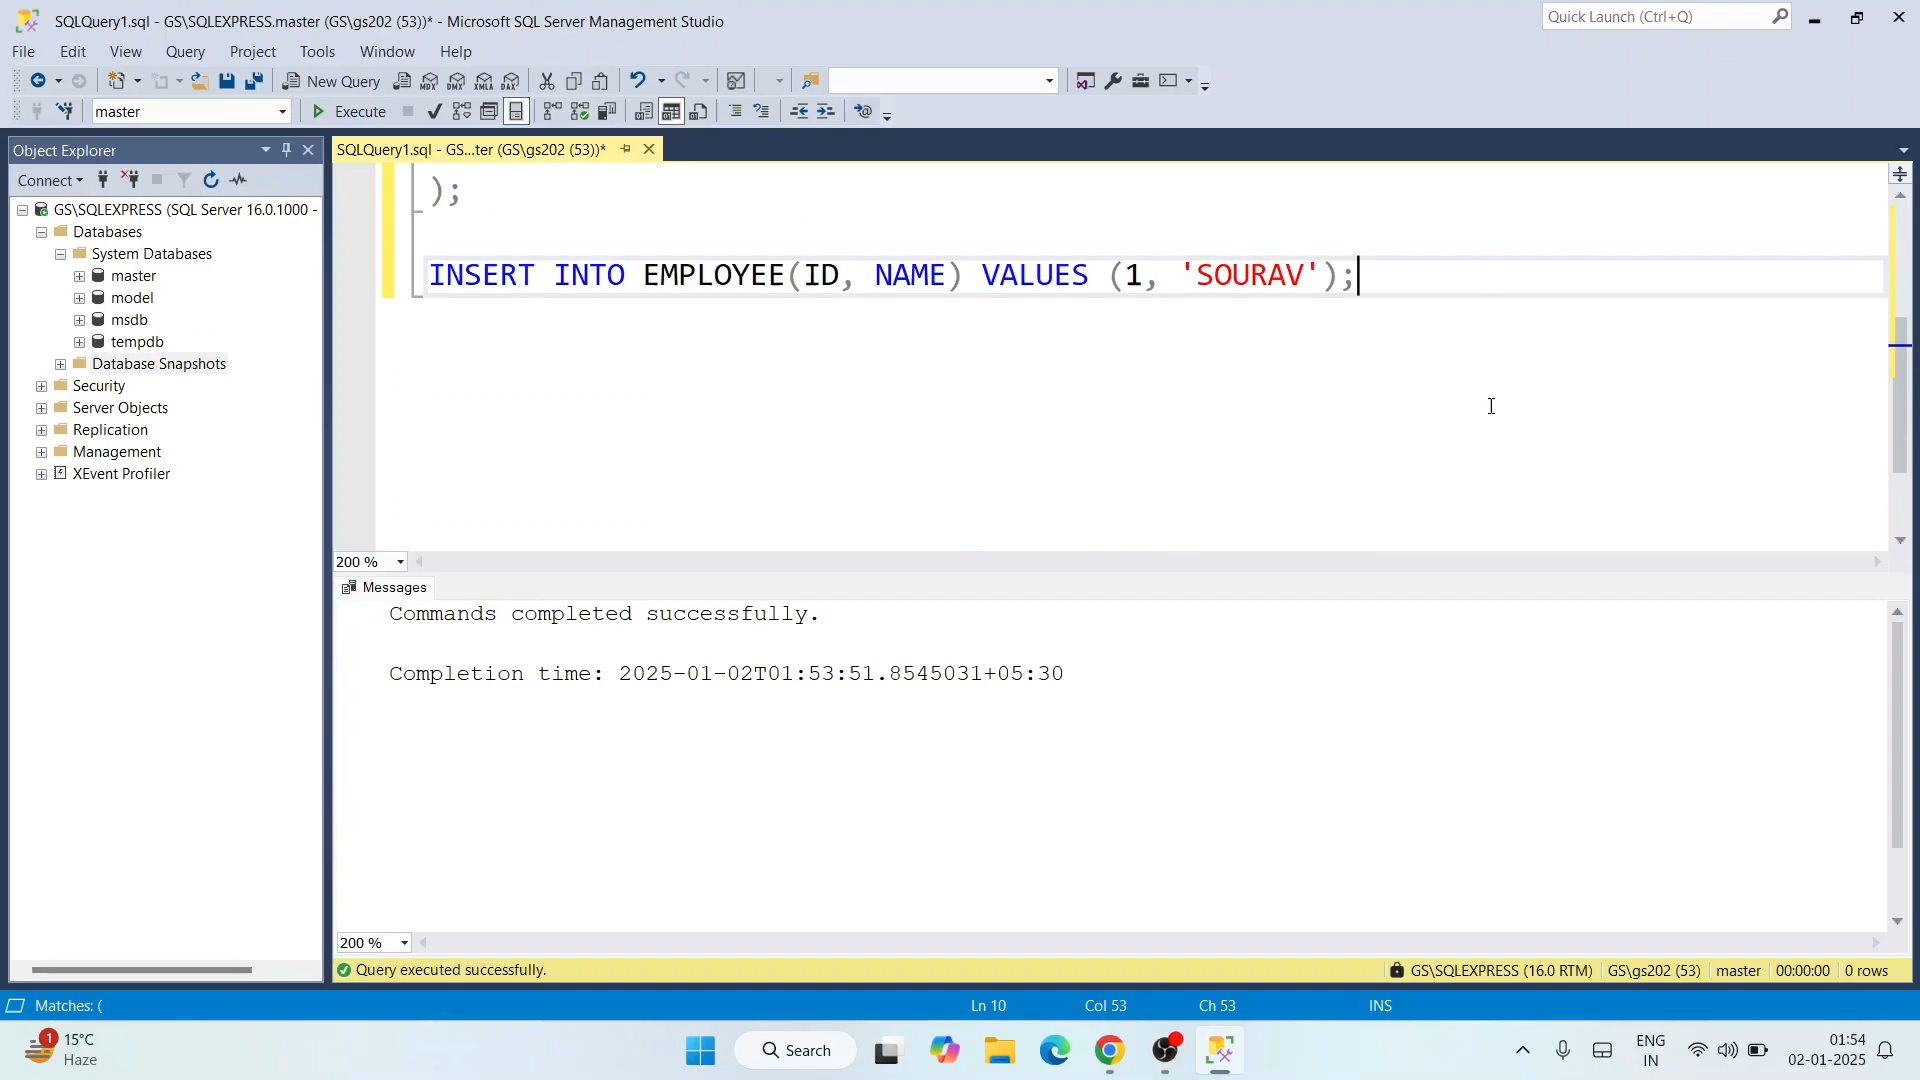 SQLQuery1.sql - GS\SQLEXPRESS.master (GS\gs202 (53))* - Microsoft SQL Server Management Studio
Quick Launch (Ctrl+Q)
File Edit View Query Project Tools Window Help
New Query MDX DMX XMLA DAX
master Execute
Object Explorer
SQLQuery1.sql - GS...ter (GS\gs202 (53))*
Connect
GS\SQLEXPRESS (SQL Server 16.0.1000 -
Databases
System Databases
master
model
msdb
tempdb
Database Snapshots
Security
Server Objects
Replication
Management
XEvent Profiler
);
INSERT INTO EMPLOYEE(ID, NAME) VALUES (1, 'SOURAV');
200 %
Messages
Commands completed successfully.
Completion time: 2025-01-02T01:53:51.8545031+05:30
200 %
Query executed successfully.
GS\SQLEXPRESS (16.0 RTM) GS\gs202 (53) master 00:00:00 0 rows
Matches: (
Ln 10 Col 53 Ch 53 INS
1
15°C
Haze
Search
ENG
IN
01:54
02-01-2025